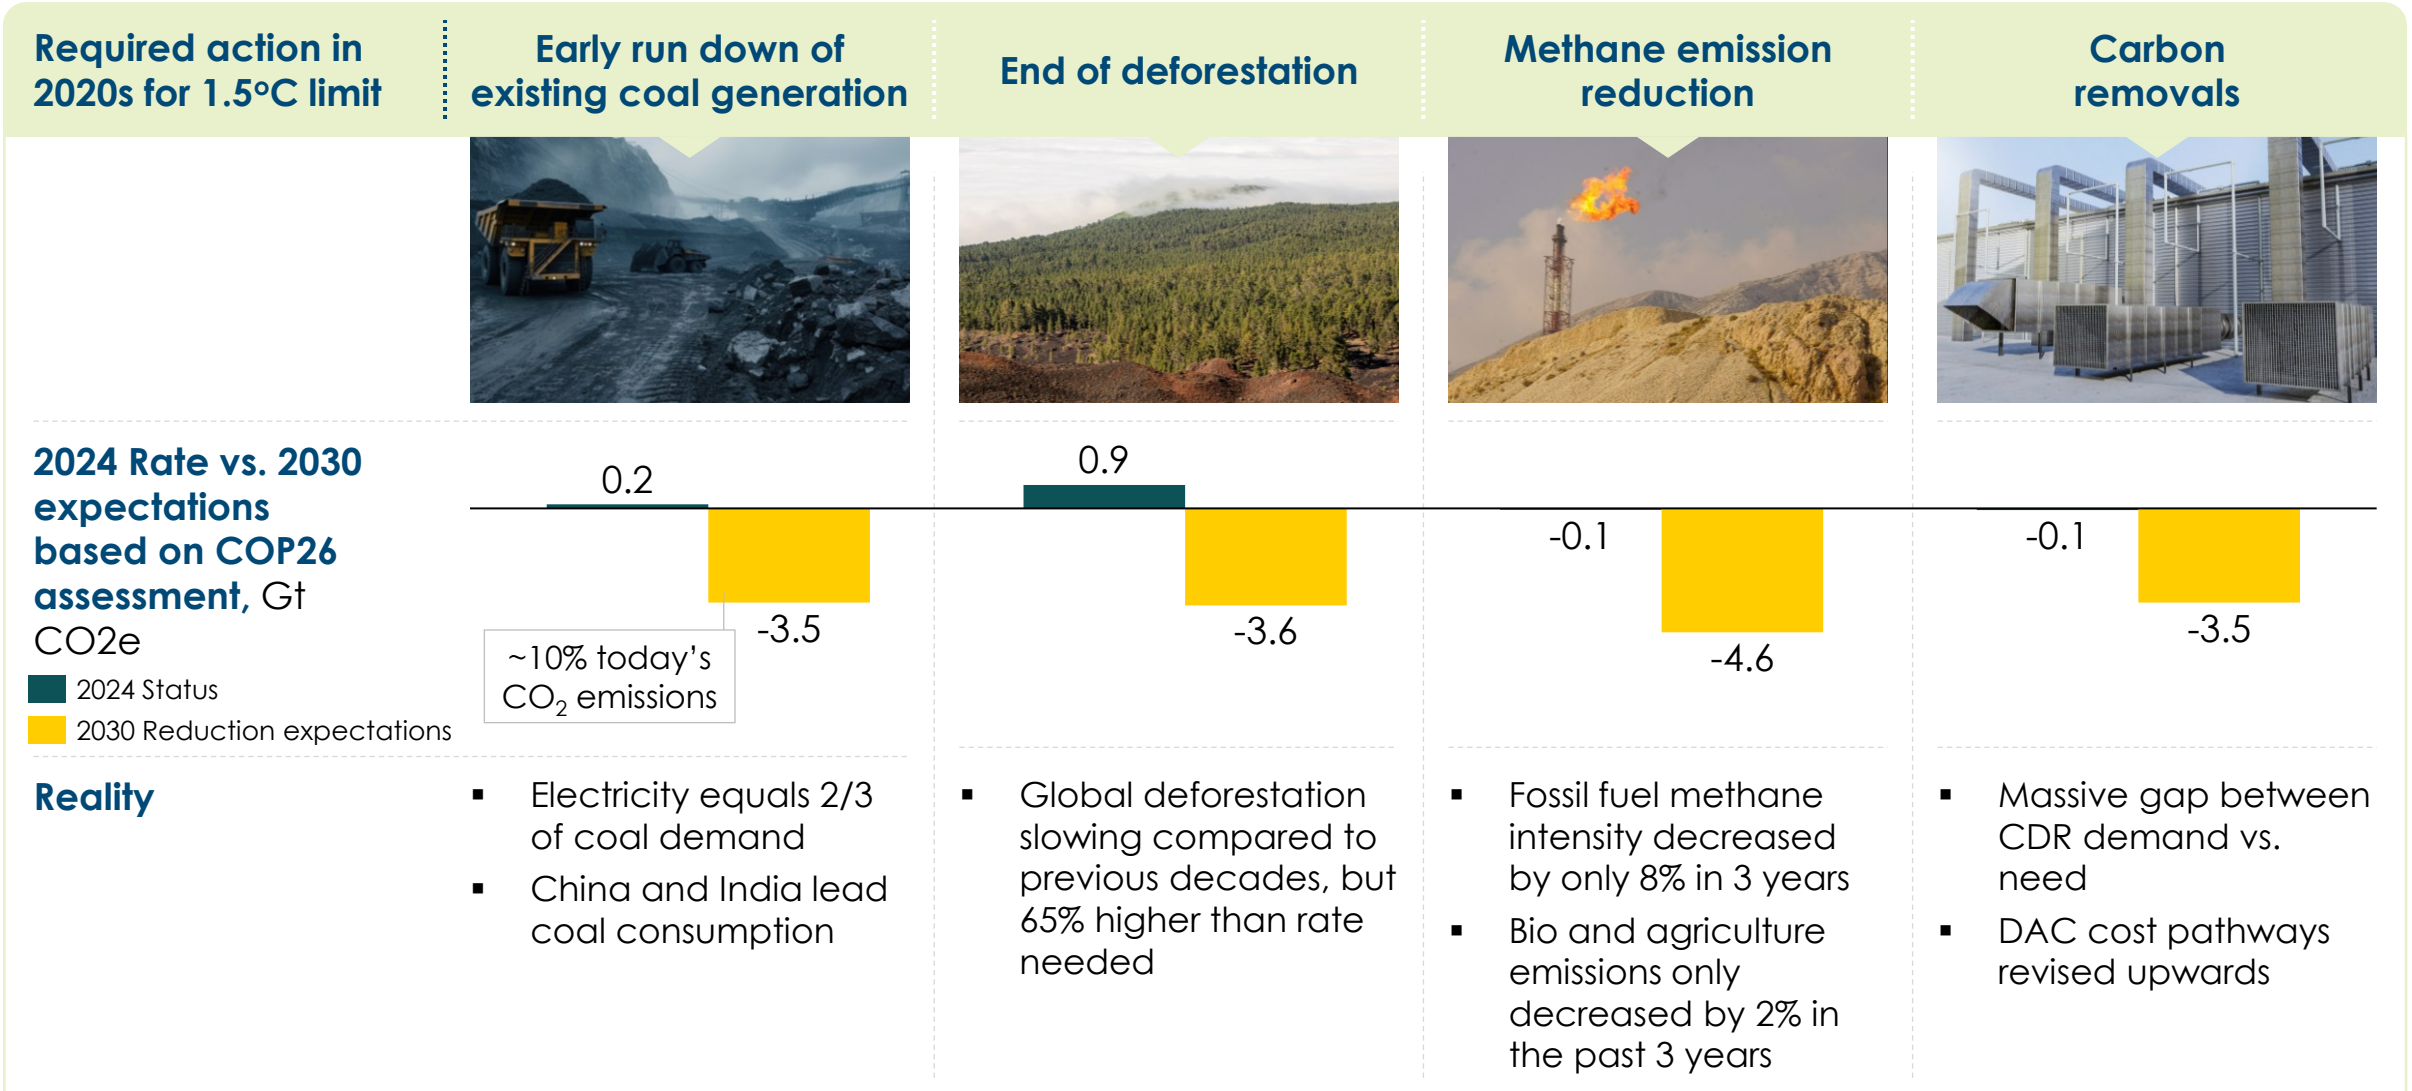 Required action in
2020s for 1.5°C limit
Early run down of
existing coal generation
End of deforestation
Methane emission
reduction
Carbon
removals
2024 Rate vs. 2030
expectations
based on COP26
assessment, Gt
CO2e
2024 Status
2030 Reduction expectations
0.2
-3.5
~10% today’s
CO₂ emissions
0.9
-3.6
-0.1
-4.6
-0.1
-3.5
Reality
▪ Electricity equals 2/3
of coal demand
▪ China and India lead
coal consumption
▪ Global deforestation
slowing compared to
previous decades, but
65% higher than rate
needed
▪ Fossil fuel methane
intensity decreased
by only 8% in 3 years
▪ Bio and agriculture
emissions only
decreased by 2% in
the past 3 years
▪ Massive gap between
CDR demand vs.
need
▪ DAC cost pathways
revised upwards